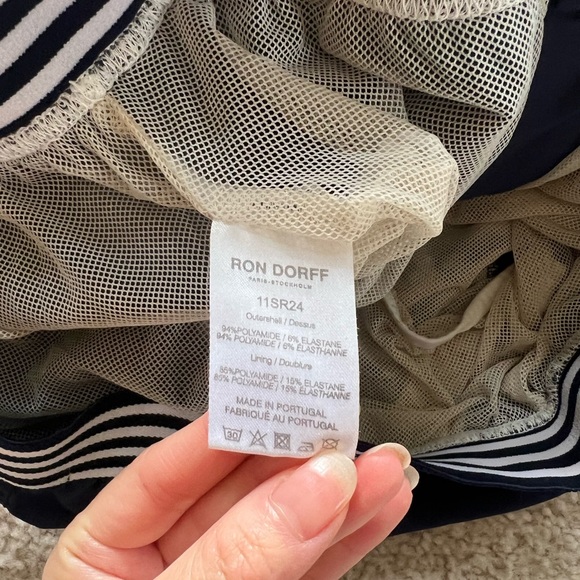 RON DORFF
PARIS-STOCKHOLM
11SR24
Outershell / Dessus
94%POLYAMIDE / 6% ELASTANE
94% POLYAMIDE / 6% ELASTHANNE
Lining / Doublure
85%POLYAMIDE / 15% ELASTANE
85% POLYAMIDE / 15% ELASTHANNE
MADE IN PORTUGAL
FABRIQUÉ AU PORTUGAL
30